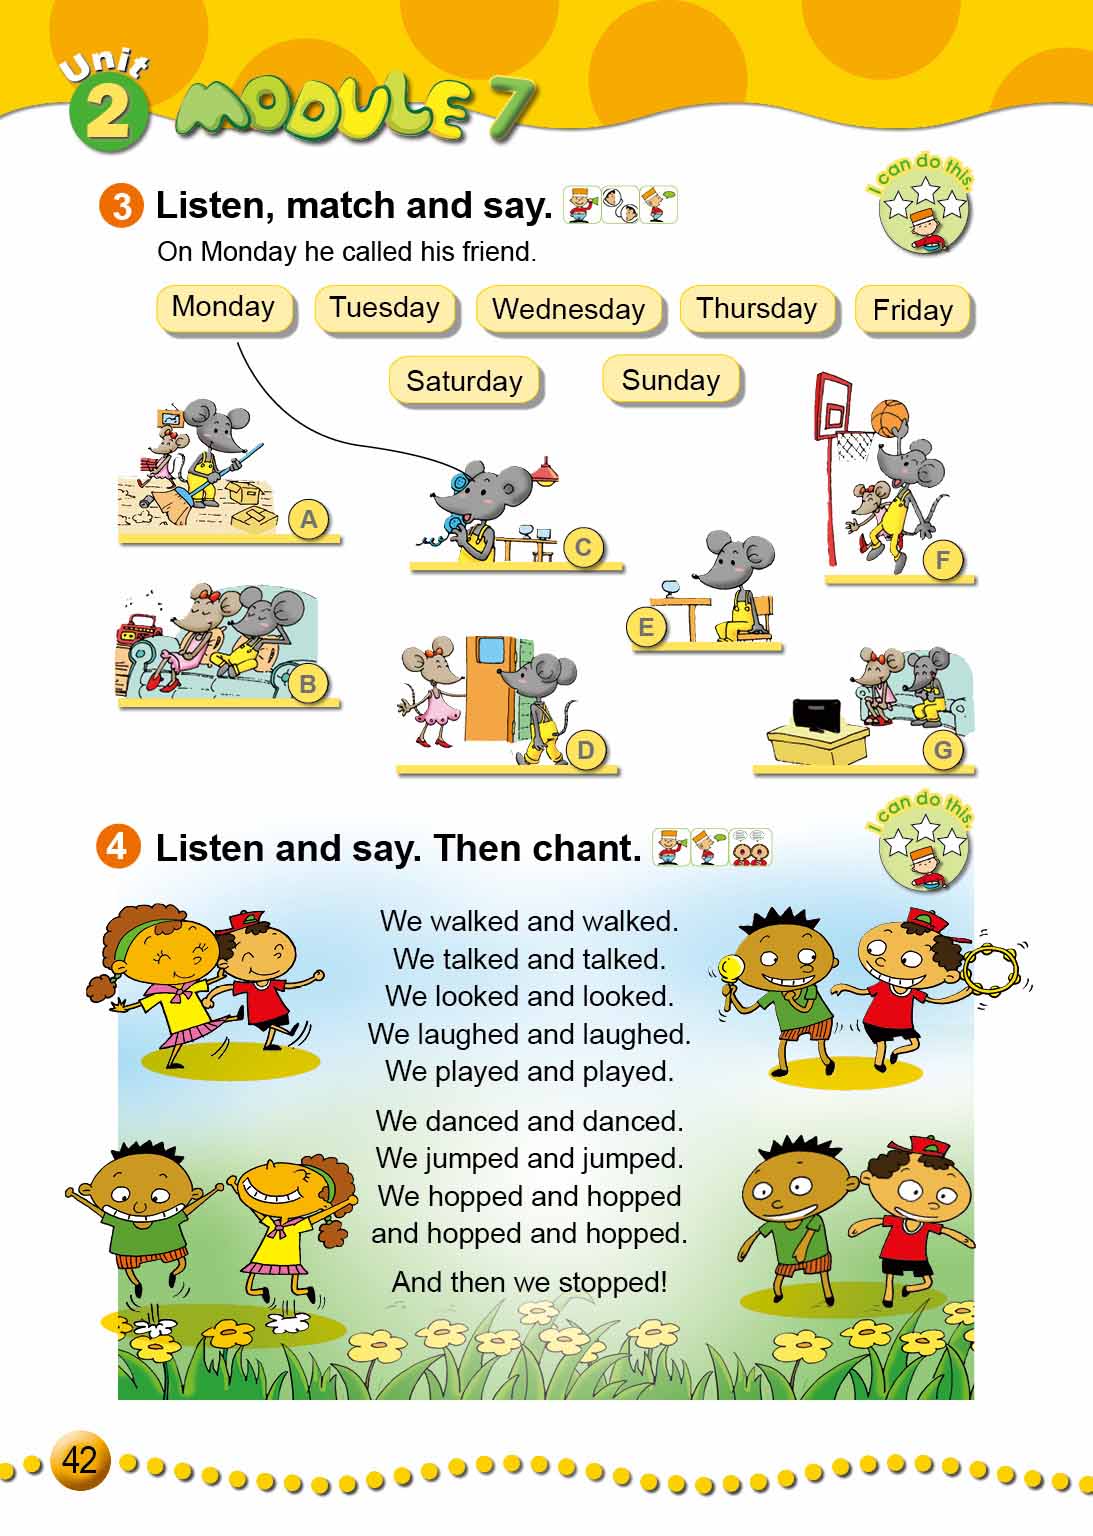 Unit
2 MODULE 7
I can do this.
3 Listen, match and say.
On Monday he called his friend.
Monday Tuesday Wednesday Thursday Friday
Saturday Sunday
A
C
F
E
B
D
G
I can do this.
4 Listen and say. Then chant.
We walked and walked.
We talked and talked.
We looked and looked.
We laughed and laughed.
We played and played.
We danced and danced.
We jumped and jumped.
We hopped and hopped
and hopped and hopped.
And then we stopped!
42